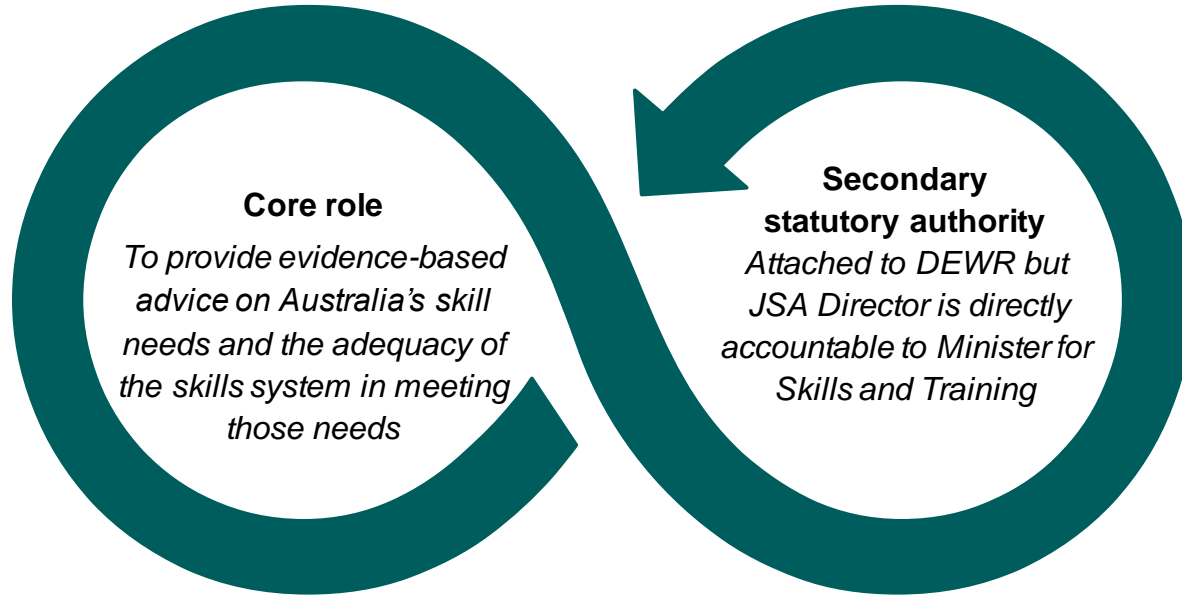 Core role
To provide evidence-based
advice on Australia’s skill
needs and the adequacy of
the skills system in meeting
those needs
Secondary
statutory authority
Attached to DEWR but
JSA Director is directly
accountable to Minister for
Skills and Training